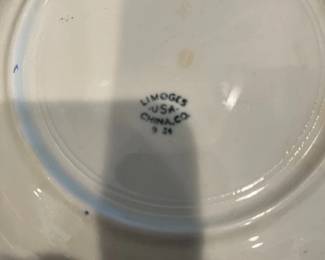 LIMOGES
-USA-
CHINA.CO.
9 24